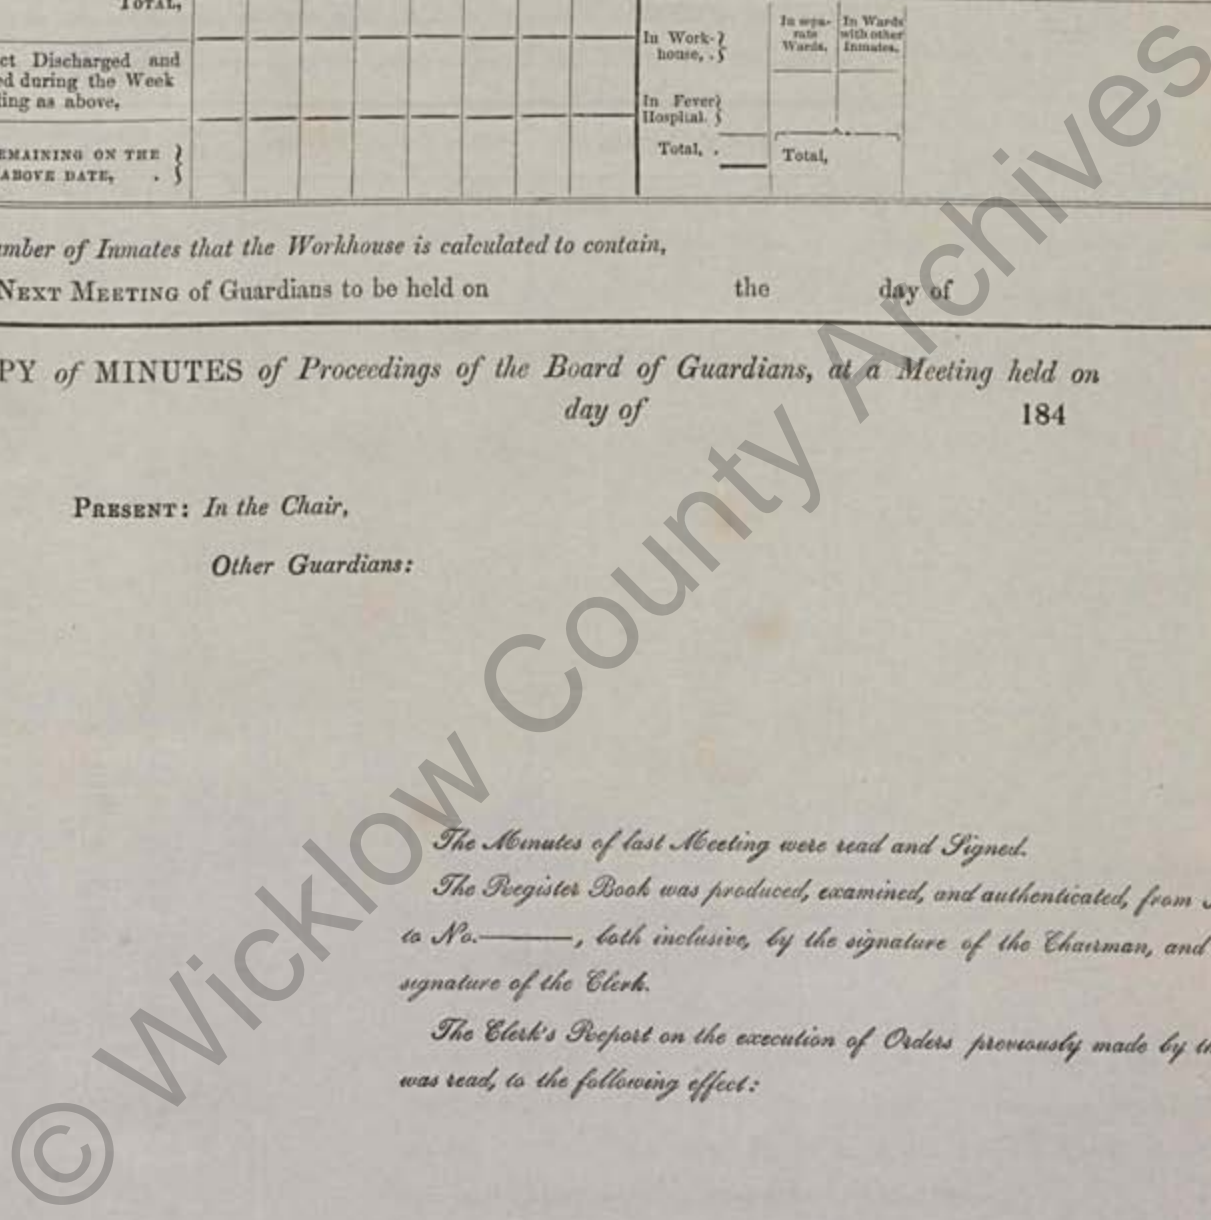 TOTAL,
ct Discharged and
ed during the Week
ding as above,
EMAINING ON THE
ABOVE DATE, .
In Work-
house, .
In Fever
Hospital.
Total, .
In sepa-
rate
Wards.
In Wards
with other
Inmates.
Total,
mber of Inmates that the Workhouse is calculated to contain,
NEXT MEETING of Guardians to be held on the day of
PY of MINUTES of Proceedings of the Board of Guardians, at a Meeting held on
day of 184
PRESENT: In the Chair,
Other Guardians:
The Minutes of last Meeting were read and Signed.
The Register Book was produced, examined, and authenticated, from
to No.———, both inclusive, by the signature of the Chairman, and
signature of the Clerk.
The Clerk's Report on the execution of Orders previously made by th
was read, to the following effect:
© Wicklow County Archives